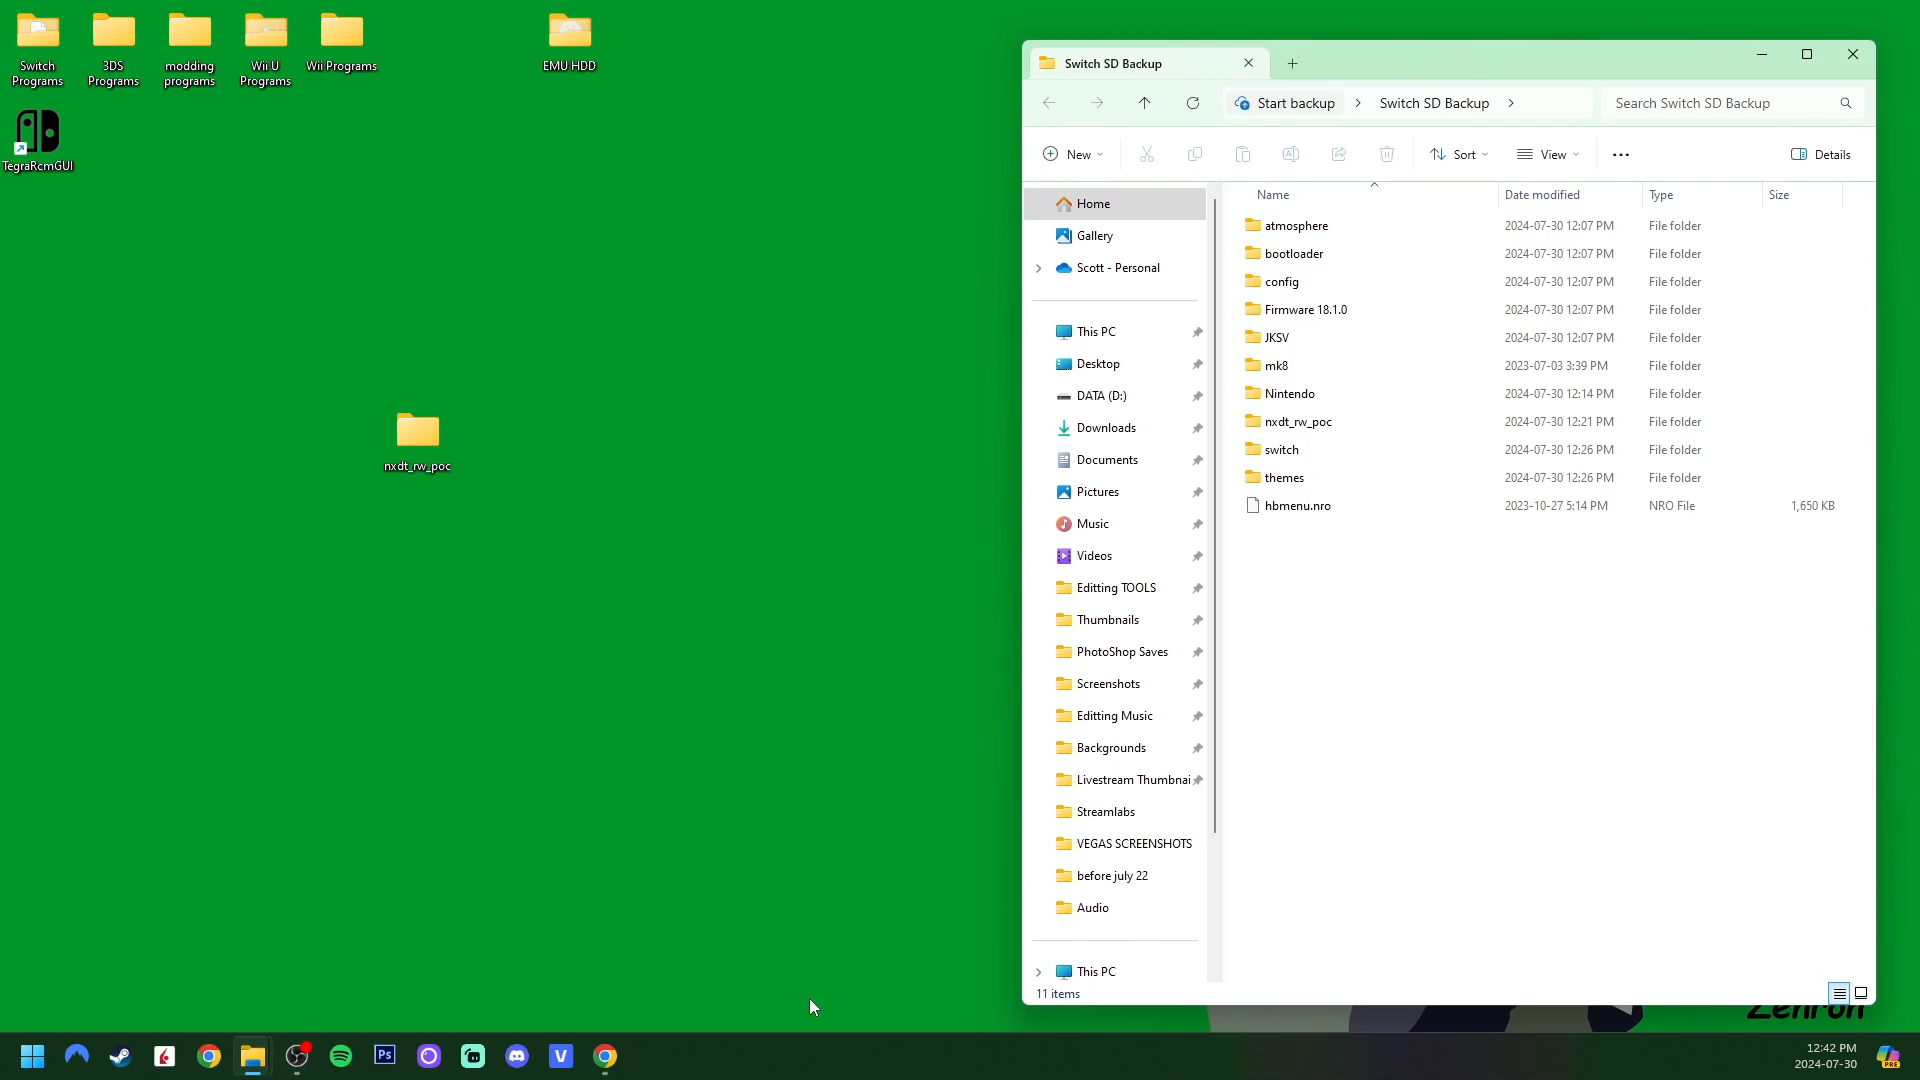 Switch
Programs
3DS
Programs
modding
programs
Wii U
Programs
Wii Programs
EMU HDD
TegraRcmGUI
nxdt_rw_poc
Switch SD Backup
Start backup
Switch SD Backup
Search Switch SD Backup
New
Sort
View
Details
Home
Gallery
Scott - Personal
This PC
Desktop
DATA (D:)
Downloads
Documents
Pictures
Music
Videos
Editting TOOLS
Thumbnails
PhotoShop Saves
Screenshots
Editting Music
Backgrounds
Livestream Thumbnai
Streamlabs
VEGAS SCREENSHOTS
before july 22
Audio
This PC
Name Date modified Type Size
atmosphere 2024-07-30 12:07 PM File folder
bootloader 2024-07-30 12:07 PM File folder
config 2024-07-30 12:07 PM File folder
Firmware 18.1.0 2024-07-30 12:07 PM File folder
JKSV 2024-07-30 12:07 PM File folder
mk8 2023-07-03 3:39 PM File folder
Nintendo 2024-07-30 12:14 PM File folder
nxdt_rw_poc 2024-07-30 12:21 PM File folder
switch 2024-07-30 12:26 PM File folder
themes 2024-07-30 12:26 PM File folder
hbmenu.nro 2023-10-27 5:14 PM NRO File 1,650 KB
11 items
Ps
V
12:42 PM
2024-07-30
PRE